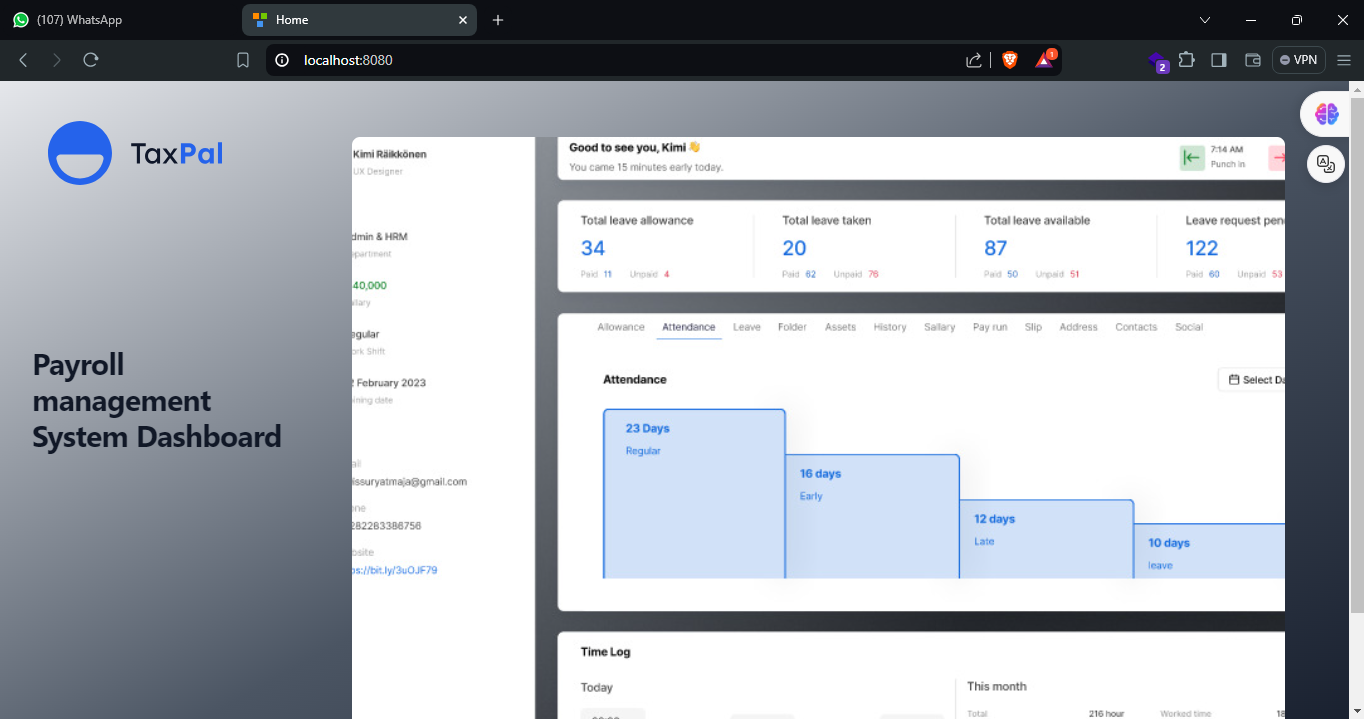 (107) WhatsApp
Home
localhost:8080
1
2
VPN
TaxPal
Payroll
management
System Dashboard
Kimi Räikkönen
UX Designer
dmin & HRM
epartment
40,000
alary
egular
ork Shift
2 February 2023
oining date
ail
issuryatmaja@gmail.com
one
282283386756
ebsite
ps://bit.ly/3uOJF79
Good to see you, Kimi 👋
You came 15 minutes early today.
7:14 AM
Punch in
Total leave allowance
34
Paid 11 Unpaid 4
Total leave taken
20
Paid 62 Unpaid 76
Total leave available
87
Paid 50 Unpaid 51
Leave request pen
122
Paid 60 Unpaid 53
Allowance Attendance Leave Folder Assets History Sallary Pay run Slip Address Contacts Social
Attendance
Select Da
23 Days
Regular
16 days
Early
12 days
Late
10 days
leave
Time Log
Today
This month
Total 216 hour Worked time 18